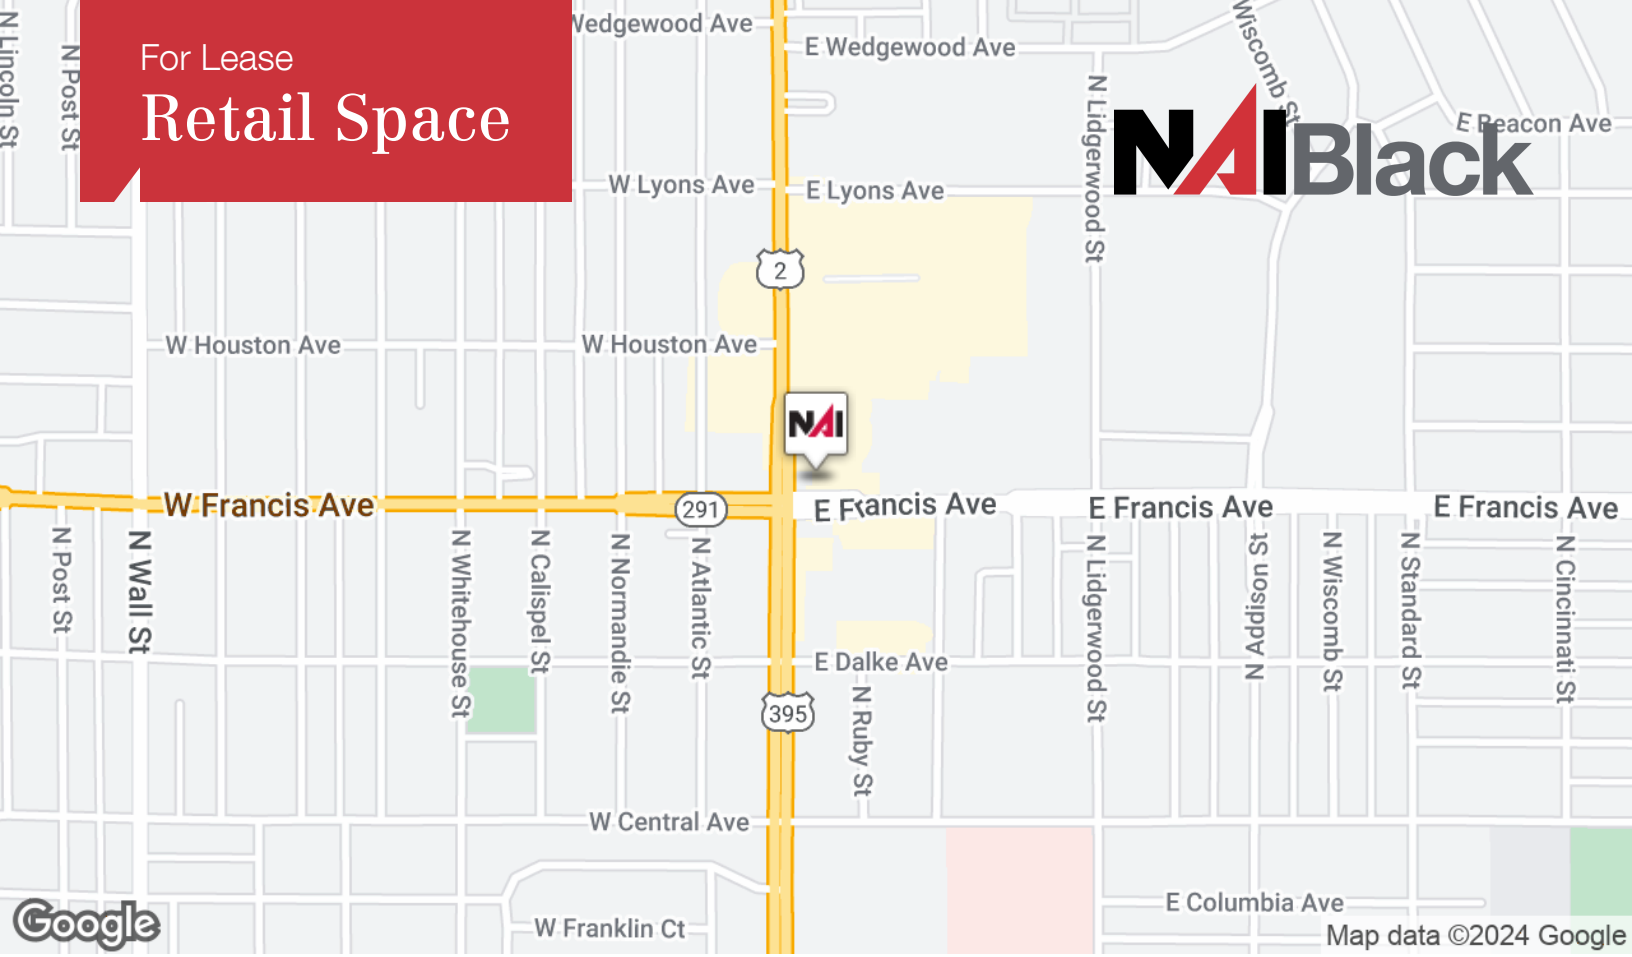 For Lease
Retail Space
NAIBlack
Wedgewood Ave
E Wedgewood Ave
N Lincoln St
N Post St
N Lidgerwood St
Wiscomb St
E Beacon Ave
W Lyons Ave
E Lyons Ave
2
W Houston Ave
W Houston Ave
NAI
W Francis Ave
291
E Francis Ave
E Francis Ave
E Francis Ave
N Post St
N Wall St
N Whitehouse St
N Calispel St
N Normandie St
N Atlantic St
N Lidgerwood St
N Addison St
N Wiscomb St
N Standard St
N Cincinnati St
E Dalke Ave
395
N Ruby St
W Central Ave
E Columbia Ave
W Franklin Ct
Google
Map data ©2024 Google